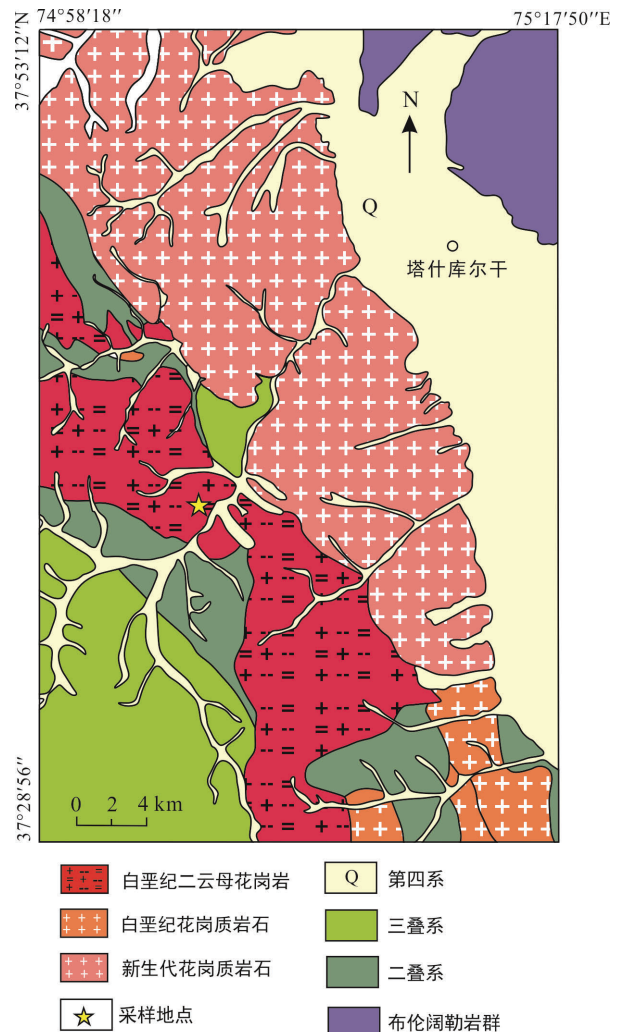 74°58′18″ 75°17′50″E
37°53′12″N
N
Q
塔什库尔干
37°28′56″
0 2 4 km
白垩纪二云母花岗岩
Q 第四系
白垩纪花岗质岩石
三叠系
新生代花岗质岩石
二叠系
采样地点
布伦阔勒岩群